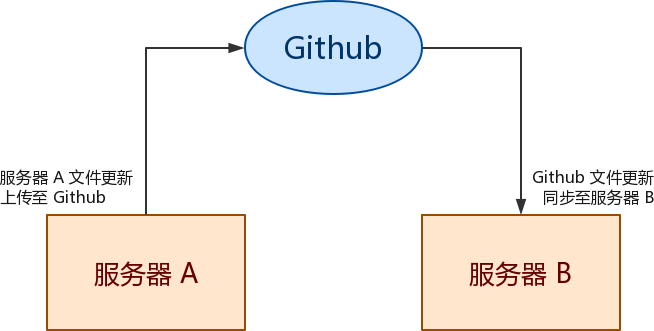 Github
服务器 A 文件更新
上传至 Github
Github 文件更新
同步至服务器 B
服务器 A
服务器 B